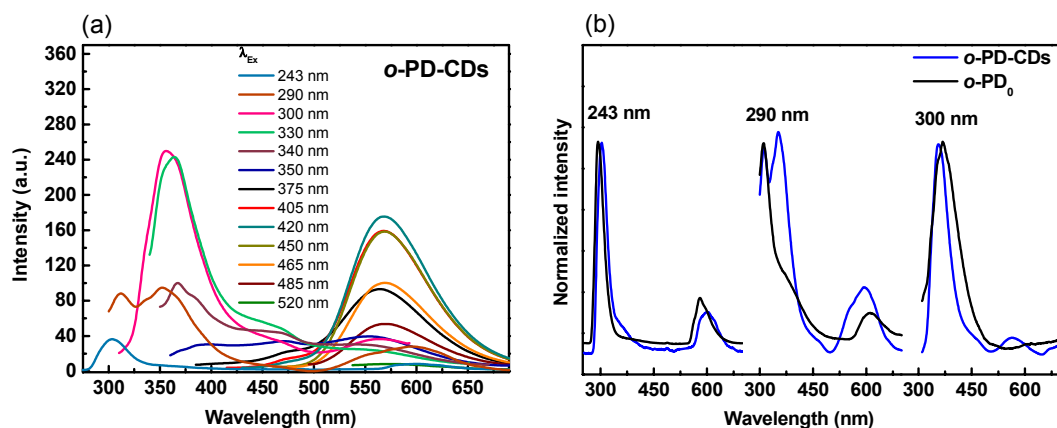 (a)
360
320
280
240
200
160
120
80
40
0
Intensity (a.u.)
300 350 400 450 500 550 600 650
Wavelength (nm)
λEx
243 nm
290 nm
300 nm
330 nm
340 nm
350 nm
375 nm
405 nm
420 nm
450 nm
465 nm
485 nm
520 nm
o-PD-CDs
(b)
o-PD-CDs
o-PD0
243 nm 290 nm 300 nm
Normalized intensity
300 450 600 300 450 600 300 450 600
Wavelength (nm)